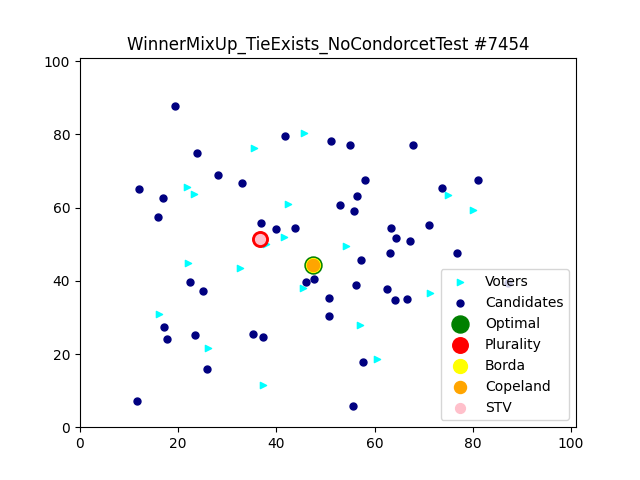 WinnerMixUp_TieExists_NoCondorcetTest #7454
100
80
60
40
20
0
0 20 40 60 80 100
Voters
Candidates
Optimal
Plurality
Borda
Copeland
STV